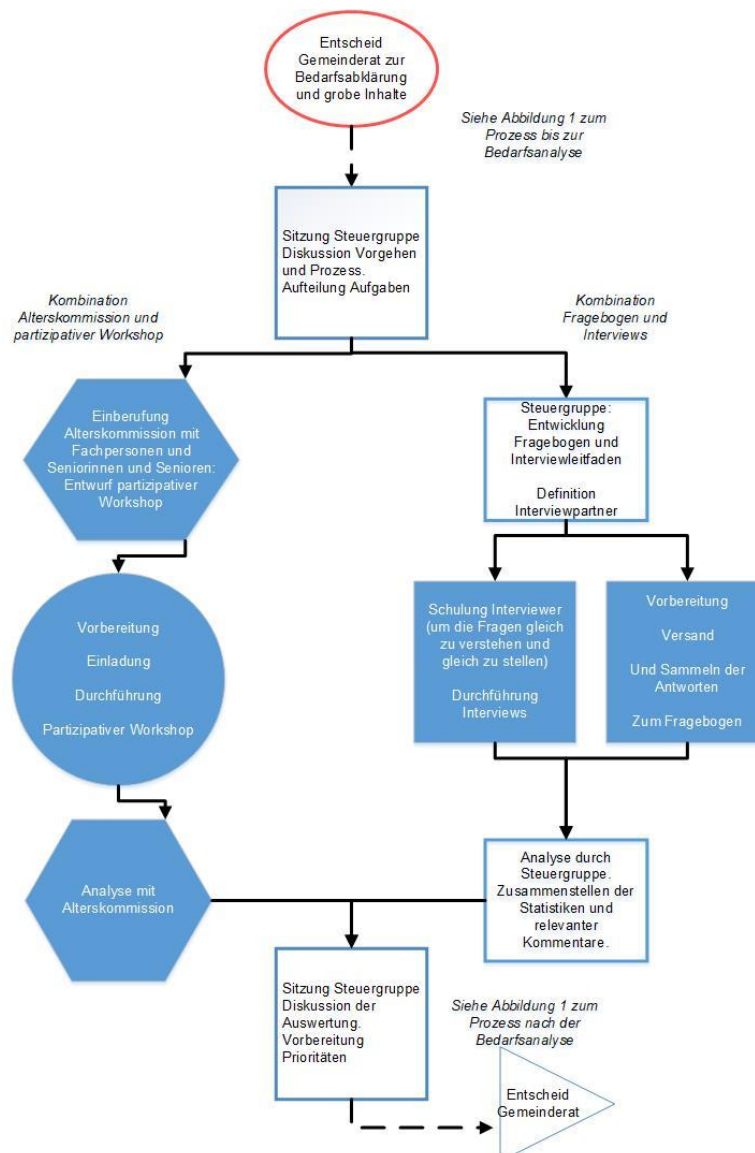 Entscheid
Gemeinderat zur
Bedarfsabklärung
und grobe Inhalte
Siehe Abbildung 1 zum
Prozess bis zur
Bedarfsanalyse
Sitzung Steuergruppe
Diskussion Vorgehen
und Prozess.
Aufteilung Aufgaben
Kombination
Alterskommission und
partizipativer Workshop
Kombination
Fragebogen und
Interviews
Einberufung
Alterskommission mit
Fachpersonen und
Seniorinnen und Senioren:
Entwurf partizipativer
Workshop
Steuergruppe:
Entwicklung
Fragebogen und
Interviewleitfaden
Definition
Interviewpartner
Vorbereitung
Einladung
Durchführung
Partizipativer Workshop
Schulung Interviewer
(um die Fragen gleich
zu verstehen und
gleich zu stellen)
Durchführung
Interviews
Vorbereitung
Versand
Und Sammeln der
Antworten
Zum Fragebogen
Analyse mit
Alterskommission
Analyse durch
Steuergruppe.
Zusammenstellen der
Statistiken und
relevanter
Kommentare.
Sitzung Steuergruppe
Diskussion der
Auswertung.
Vorbereitung
Prioritäten
Siehe Abbildung 1 zum
Prozess nach der
Bedarfsanalyse
Entscheid
Gemeinderat